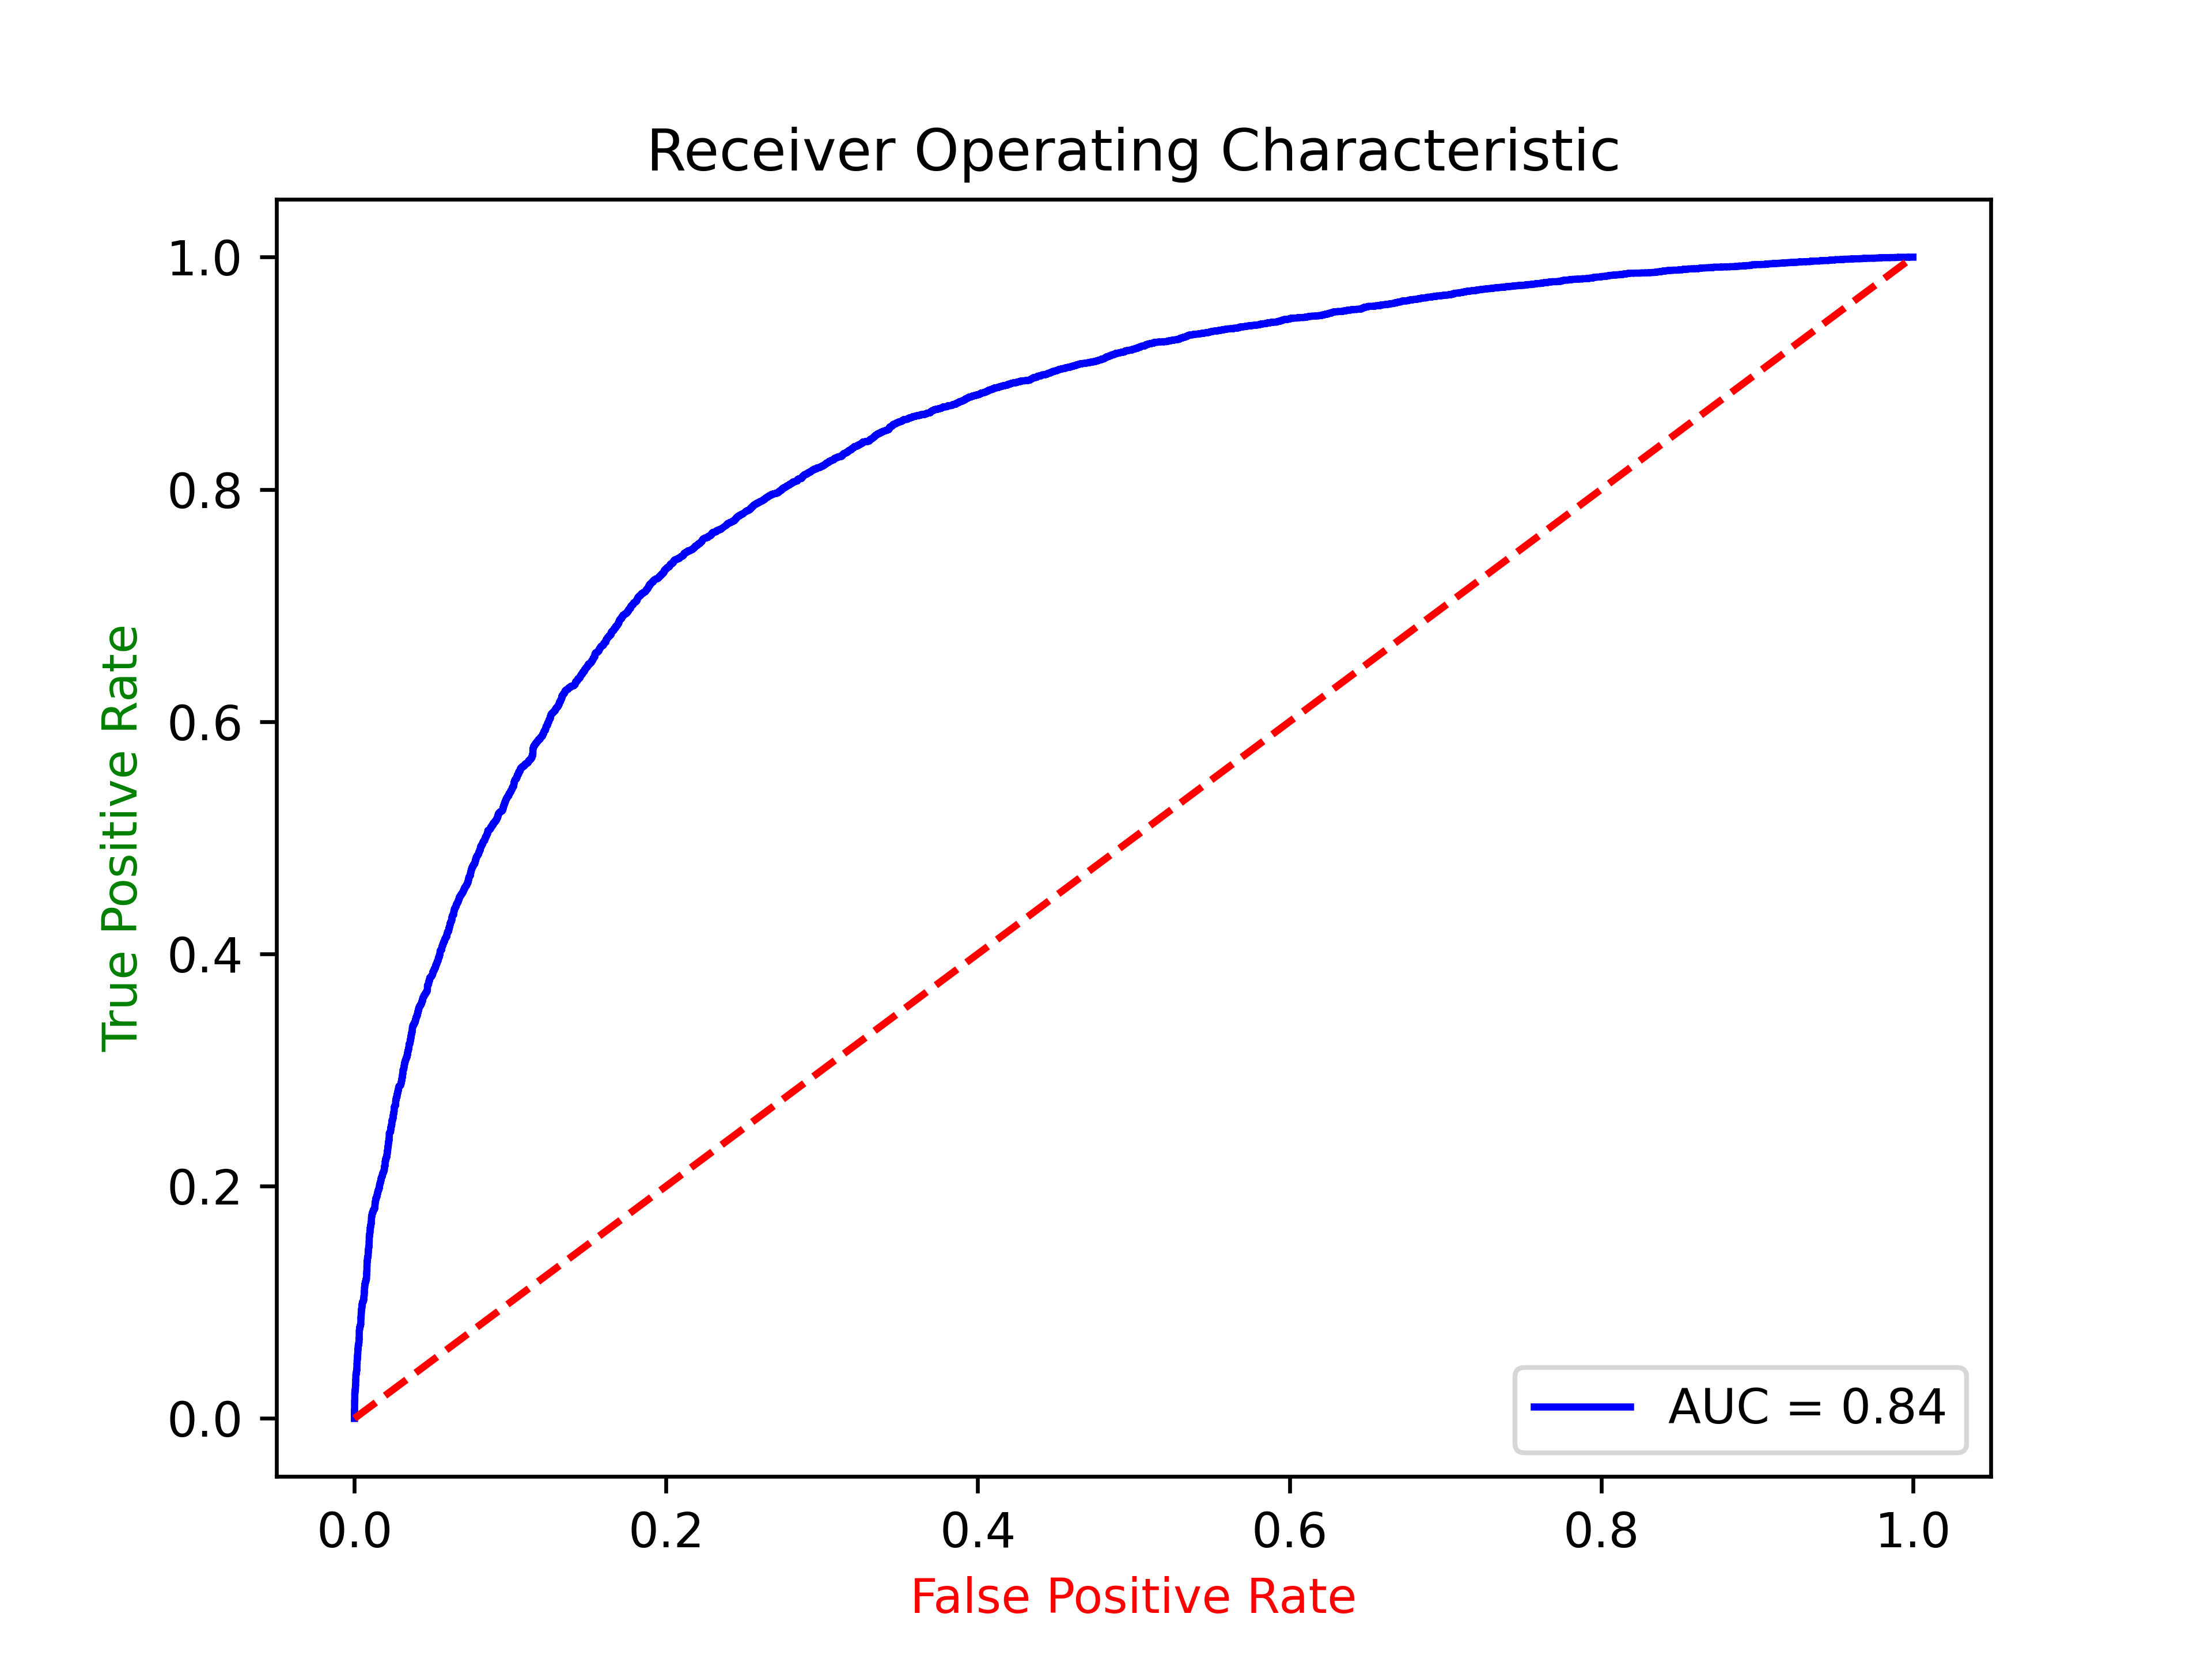 Receiver Operating Characteristic
True Positive Rate
1.0
0.8
0.6
0.4
0.2
0.0
AUC = 0.84
0.0 0.2 0.4 0.6 0.8 1.0
False Positive Rate